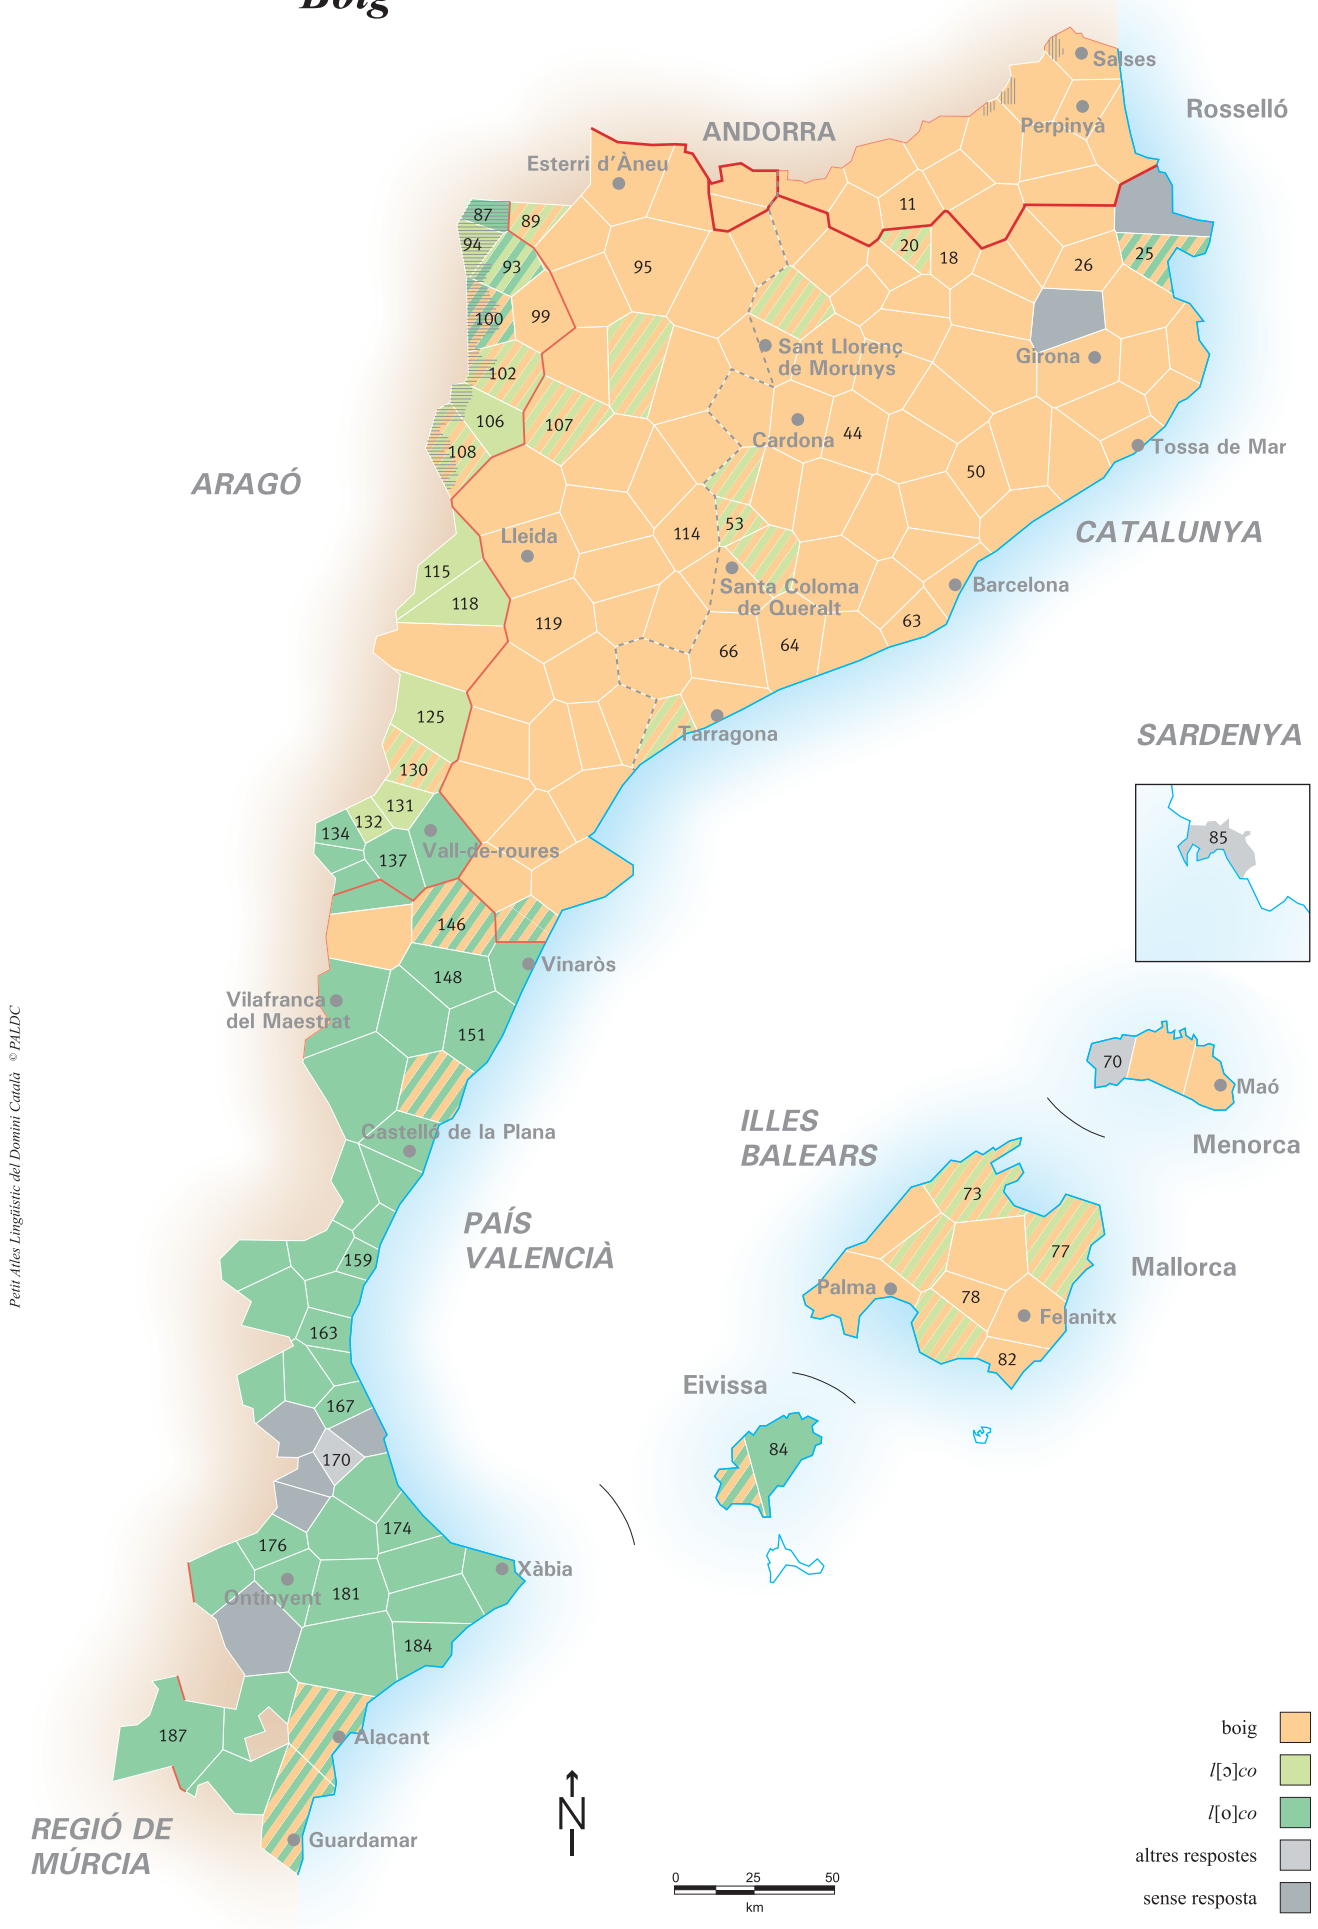 Boig
Salses
Rosselló
Perpinyà
ANDORRA
Esterri d'Àneu
11
87
89
94
93
95
20
18
26
25
100
99
Sant Llorenç
de Morunys
Girona
102
106
107
108
Cardona
44
50
Tossa de Mar
ARAGÓ
CATALUNYA
Lleida
114
53
115
118
119
Santa Coloma
de Queralt
Barcelona
63
66
64
125
Tarragona
130
131
132
134
137
Vall-de-roures
SARDENYA
85
146
148
Vinaròs
Vilafranca
del Maestrat
151
Castelló de la Plana
70
Maó
Menorca
ILLES
BALEARS
73
77
Mallorca
Palma
78
Felanitx
82
PAÍS
VALENCIÀ
159
163
167
170
Eivissa
84
174
176
Xàbia
Ontinyent
181
184
187
Alacant
Guardamar
REGIÓ DE
MÚRCIA
N
0 25 50
km
boig
l[ɔ]co
l[o]co
altres respostes
sense resposta
Petit Atles Lingüístic del Domini Català © PALDC